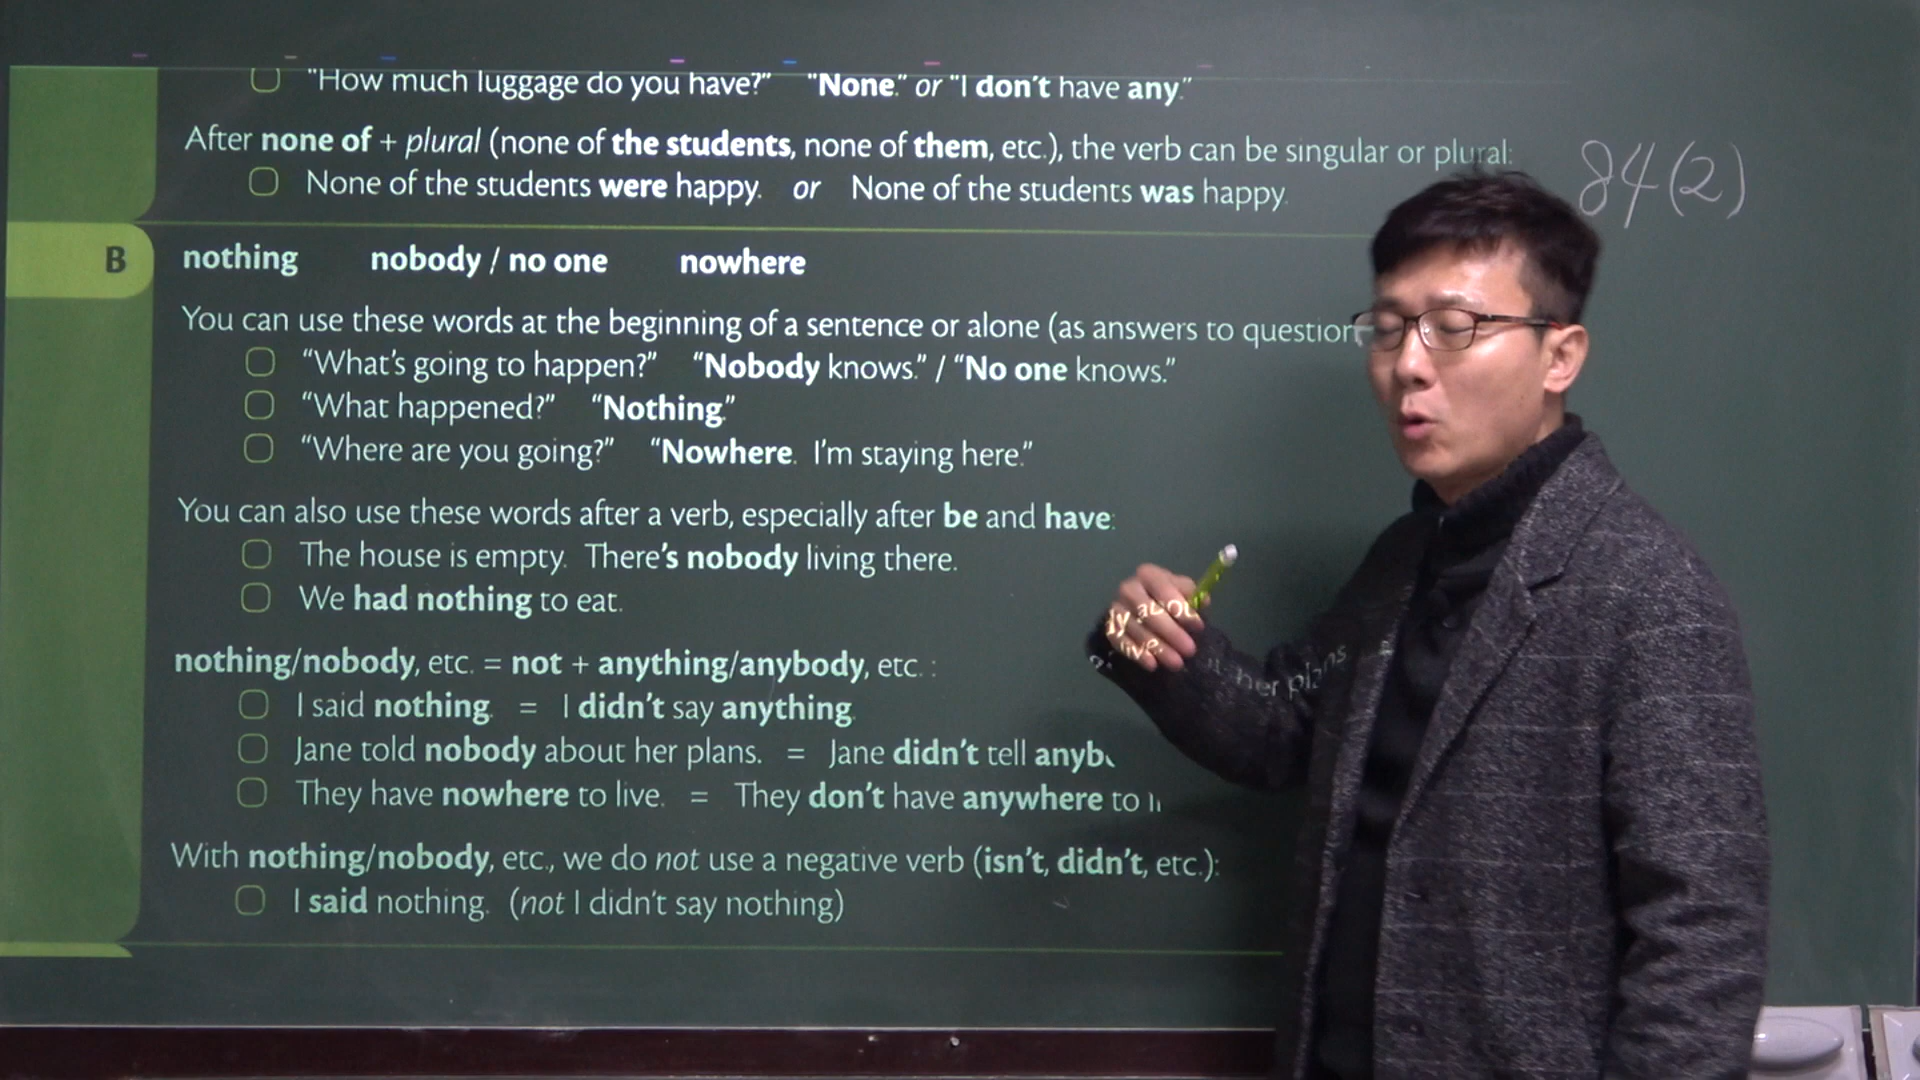 "How much luggage do you have?" "None." or "I don't have any."
After none of + plural (none of the students, none of them, etc.), the verb can be singular or plural:
None of the students were happy. or None of the students was happy.
84(2)
B nothing nobody / no one nowhere
You can use these words at the beginning of a sentence or alone (as answers to question
"What's going to happen?" "Nobody knows." / "No one knows."
"What happened?" "Nothing."
"Where are you going?" "Nowhere. I'm staying here."
You can also use these words after a verb, especially after be and have:
The house is empty. There's nobody living there.
We had nothing to eat.
nothing/nobody, etc. = not + anything/anybody, etc. :
I said nothing. = I didn't say anything.
Jane told nobody about her plans. = Jane didn't tell anybody about her plans.
They have nowhere to live. = They don't have anywhere to live.
With nothing/nobody, etc., we do not use a negative verb (isn't, didn't, etc.):
I said nothing. (not I didn't say nothing)